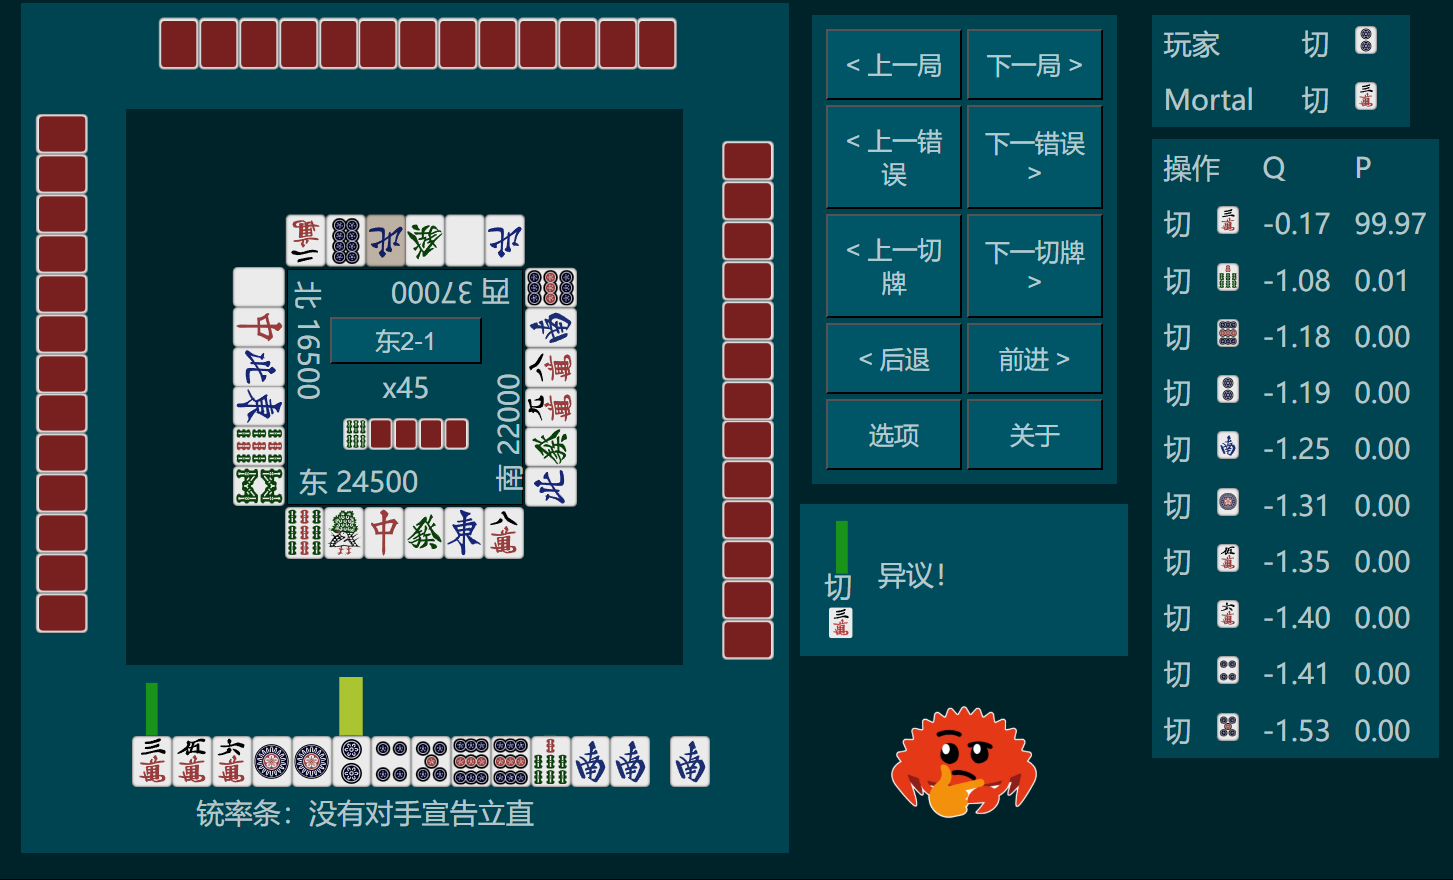 北 16500
西 37000
东2-1
x45
南 22000
东 24500
铳率条：没有对手宣告立直
< 上一局
下一局 >
< 上一错
误
下一错误
>
< 上一切
牌
下一切牌
>
< 后退
前进 >
选项
关于
切
异议！
玩家 切
Mortal 切
操作 Q P
切 -0.17 99.97
切 -1.08 0.01
切 -1.18 0.00
切 -1.19 0.00
切 -1.25 0.00
切 -1.31 0.00
切 -1.35 0.00
切 -1.40 0.00
切 -1.41 0.00
切 -1.53 0.00